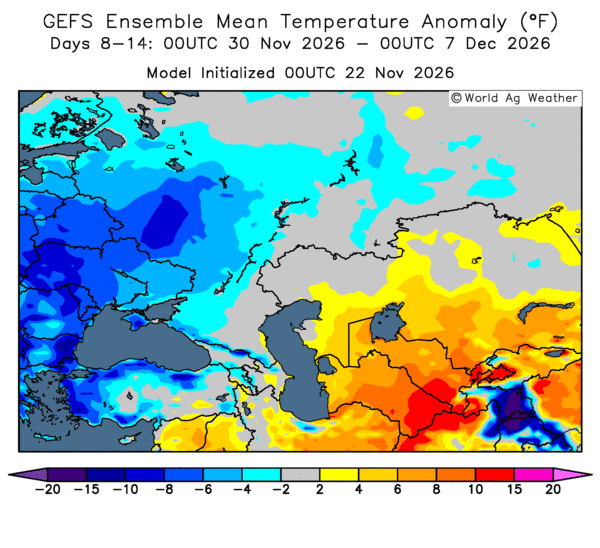 GEFS Ensemble Mean Temperature Anomaly (°F)
Days 8-14: 00UTC 30 Nov 2026 - 00UTC 7 Dec 2026
Model Initialized 00UTC 22 Nov 2026
©World Ag Weather
-20 -15 -10 -8 -6 -4 -2 2 4 6 8 10 15 20